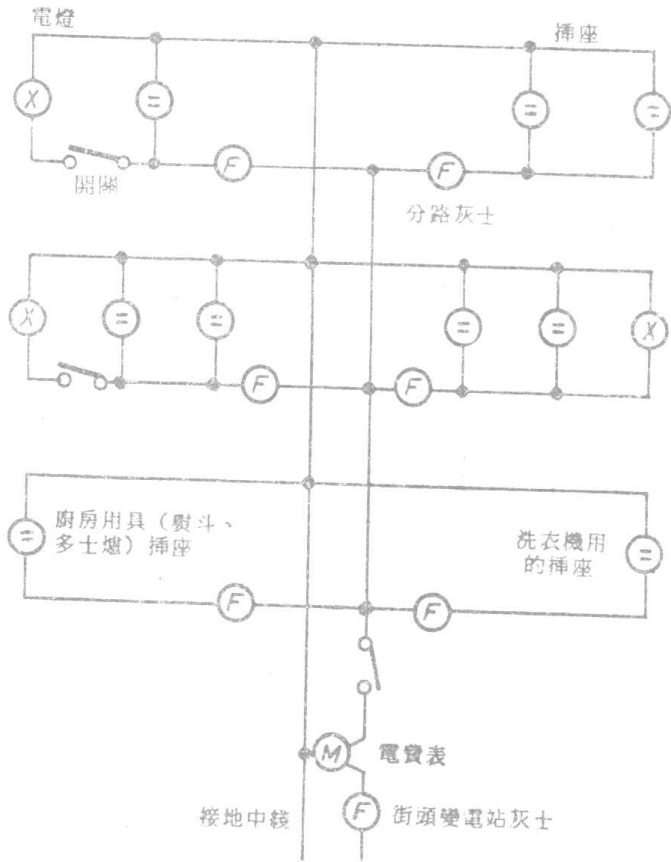 電燈
插座
X
=
=
=
F
F
開關
分路灰士
X
=
=
=
=
X
F
F
廚房用具（熨斗、
多士爐）插座
=
洗衣機用
的插座
=
F
F
M
電費表
接地中綫
F
街頭變電站灰士